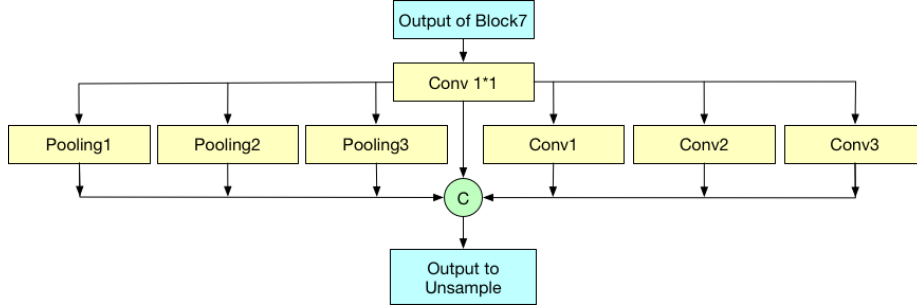 Output of Block7
Conv 1*1
Pooling1
Pooling2
Pooling3
Conv1
Conv2
Conv3
C
Output to
Unsample